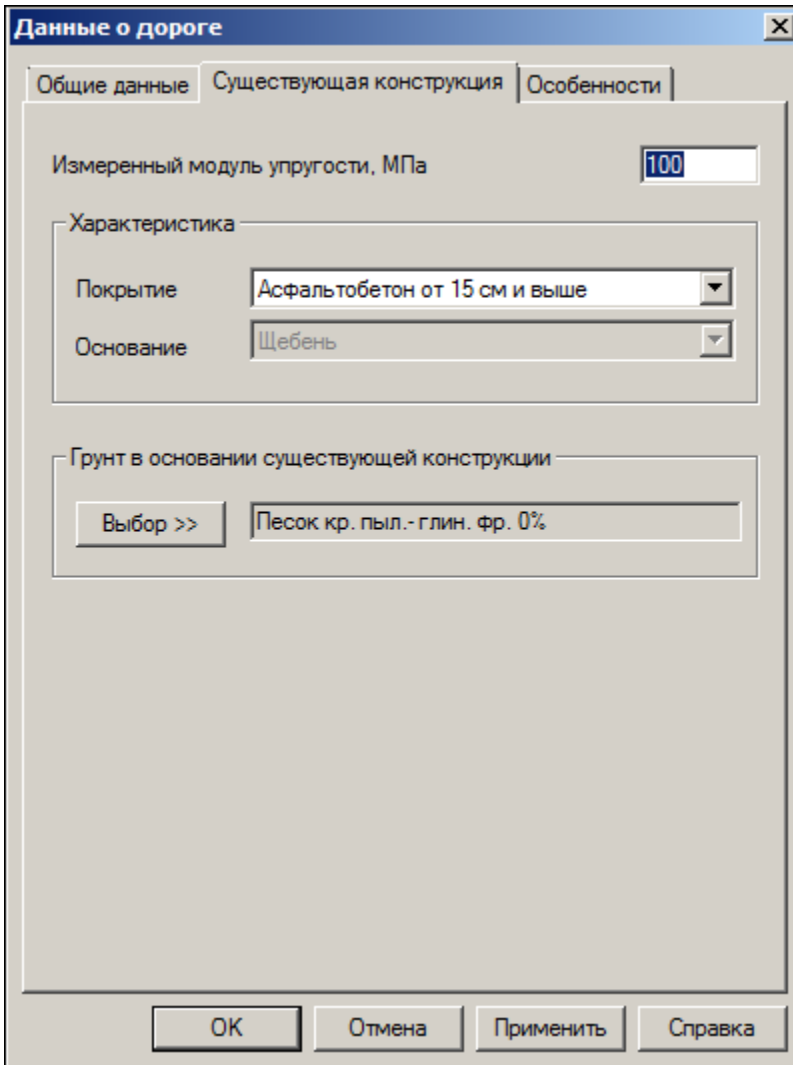 Данные о дороге
Общие данные Существующая конструкция Особенности
Измеренный модуль упругости, МПа 100
Характеристика
Покрытие Асфальтобетон от 15 см и выше
Основание Щебень
Грунт в основании существующей конструкции
Выбор >> Песок кр. пыл.- глин. фр. 0%
OK Отмена Применить Справка